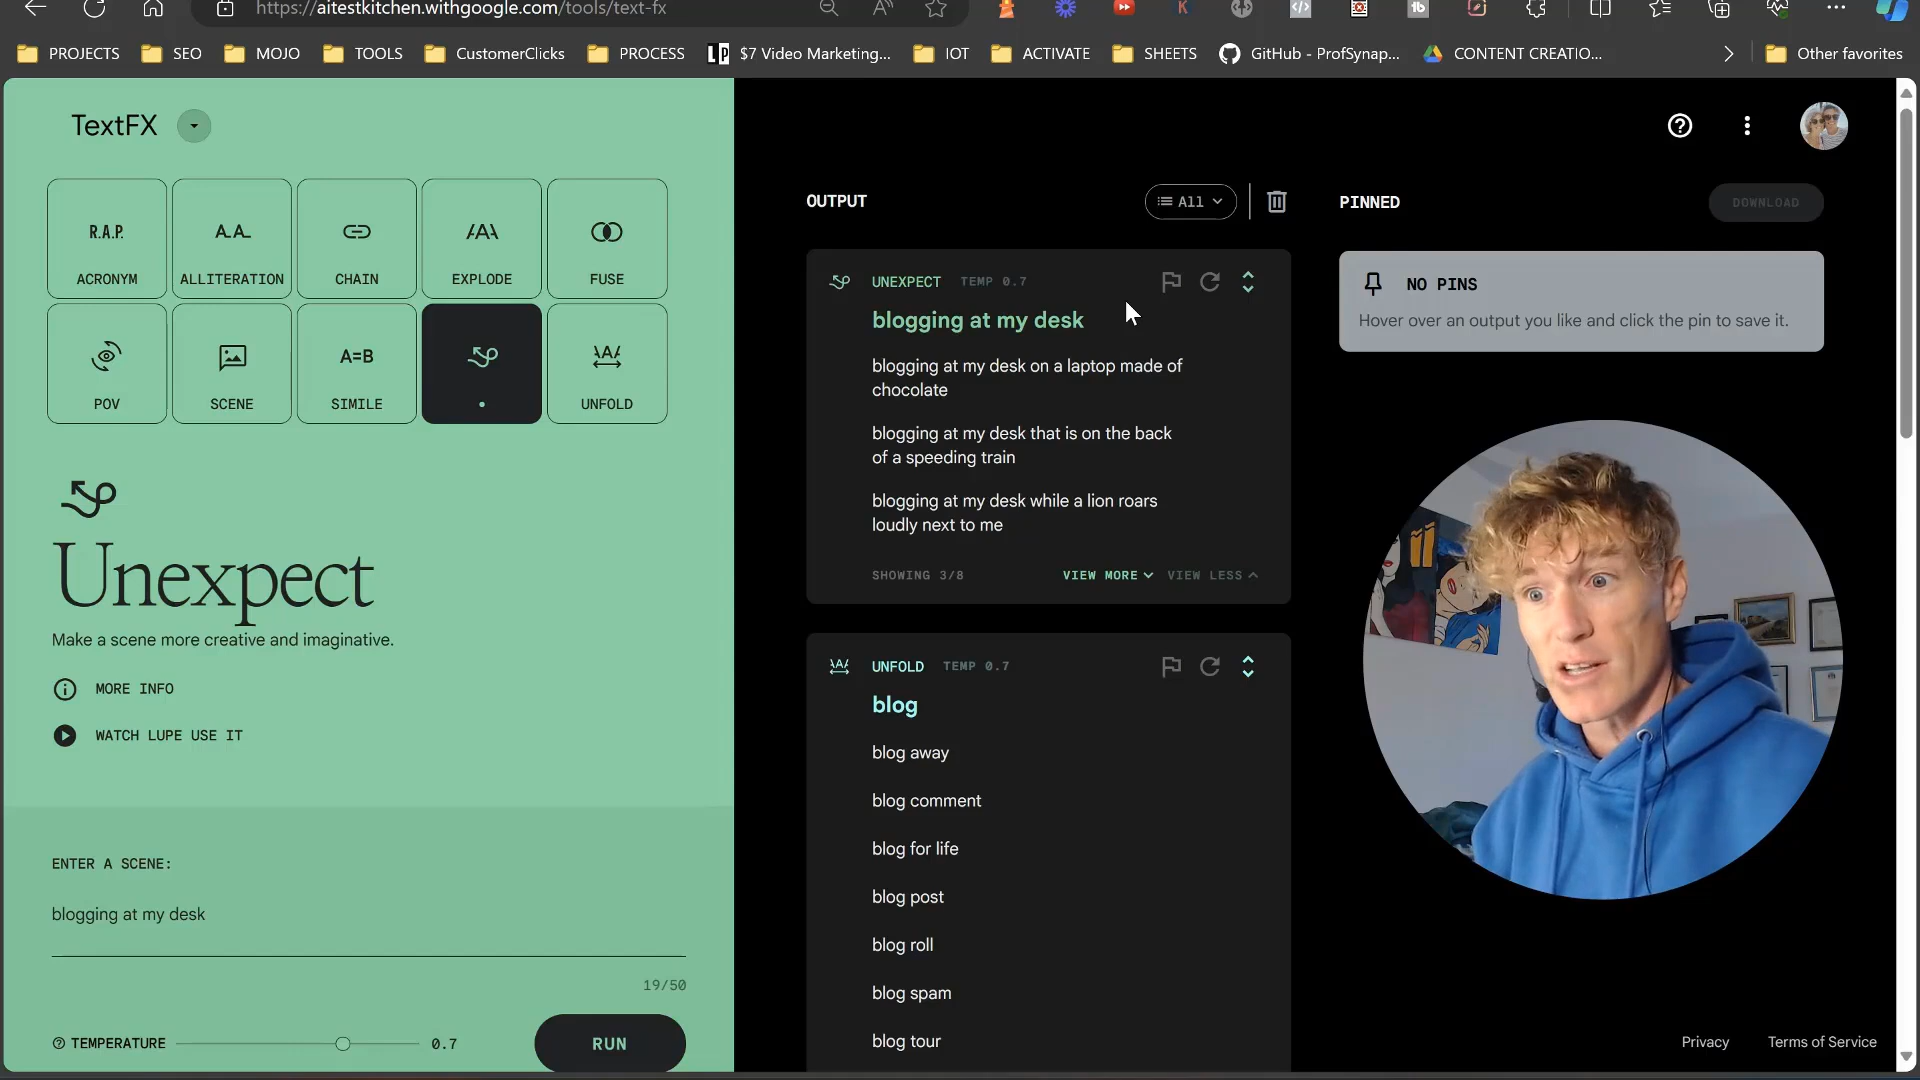 https://aitestkitchen.withgoogle.com/tools/text-fx
PROJECTS SEO MOJO TOOLS CustomerClicks PROCESS $7 Video Marketing... IOT ACTIVATE SHEETS GitHub - ProfSynap... CONTENT CREATIO... Other favorites
TextFX
R.A.P.
ACRONYM
A.A.
ALLITERATION
CHAIN
EXPLODE
FUSE
POV
SCENE
A=B
SIMILE
UNFOLD
Unexpect
Make a scene more creative and imaginative.
MORE INFO
WATCH LUPE USE IT
ENTER A SCENE:
blogging at my desk
19/50
TEMPERATURE 0.7
RUN
OUTPUT
All
UNEXPECT TEMP 0.7
blogging at my desk
blogging at my desk on a laptop made of
chocolate
blogging at my desk that is on the back
of a speeding train
blogging at my desk while a lion roars
loudly next to me
SHOWING 3/8 VIEW MORE VIEW LESS
UNFOLD TEMP 0.7
blog
blog away
blog comment
blog for life
blog post
blog roll
blog spam
blog tour
PINNED
DOWNLOAD
NO PINS
Hover over an output you like and click the pin to save it.
Privacy Terms of Service